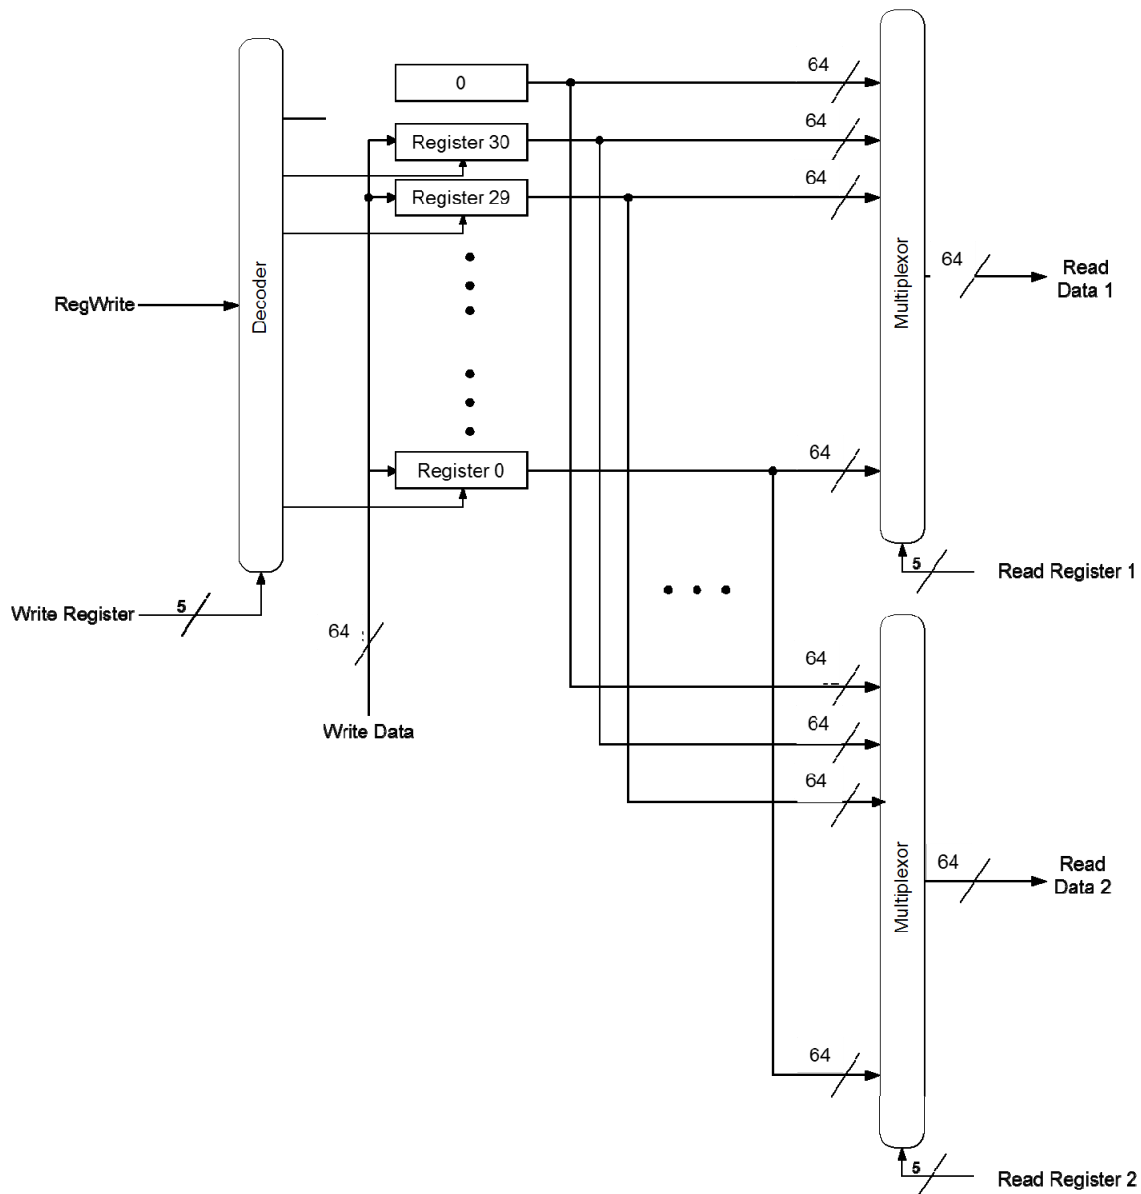 64
0
64
Register 30
64
Register 29
Decoder
RegWrite
Multiplexor
64
Read
Data 1
64
Register 0
5
Read Register 1
5
Write Register
64
Write Data
64
64
64
Multiplexor
64
Read
Data 2
64
5
Read Register 2